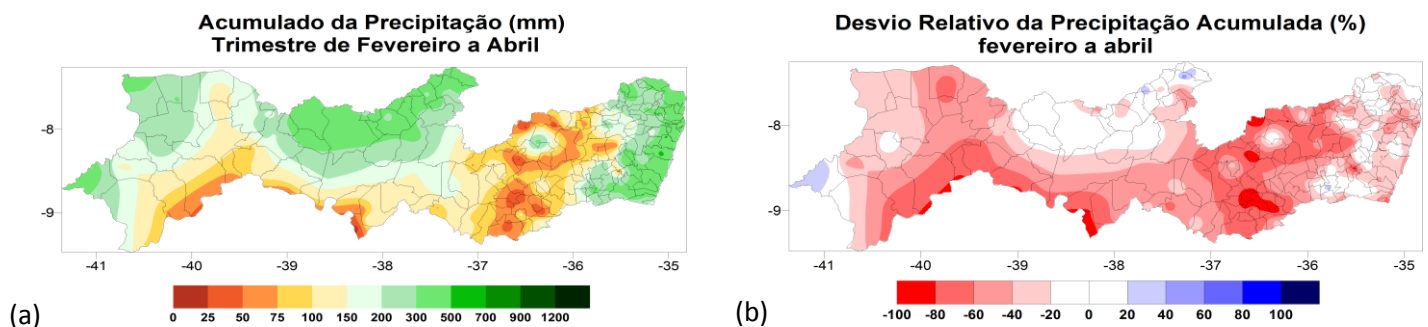 Acumulado da Precipitação (mm)
Trimestre de Fevereiro a Abril
-8
-9
-41 -40 -39 -38 -37 -36 -35
0 25 50 75 100 150 200 300 500 700 900 1200
(a)
Desvio Relativo da Precipitação Acumulada (%)
fevereiro a abril
-8
-9
-41 -40 -39 -38 -37 -36 -35
-100 -80 -60 -40 -20 0 20 40 60 80 100
(b)